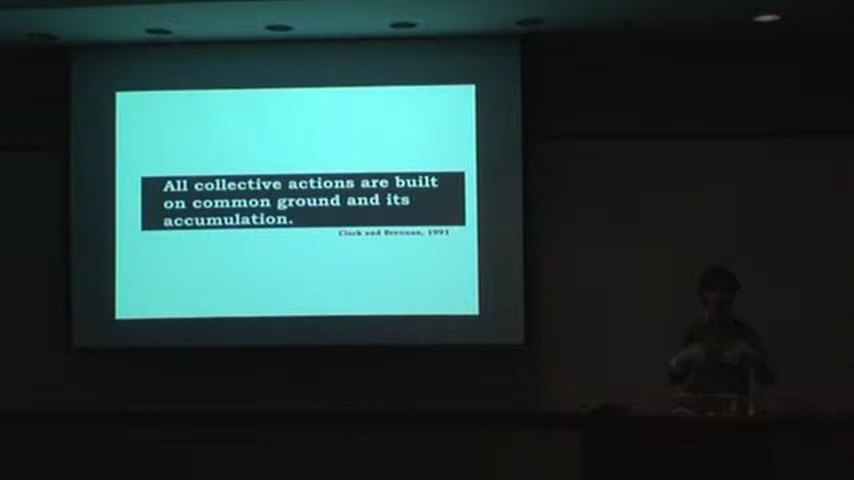 All collective actions are built
on common ground and its
accumulation.
Clark and Brennan, 1991